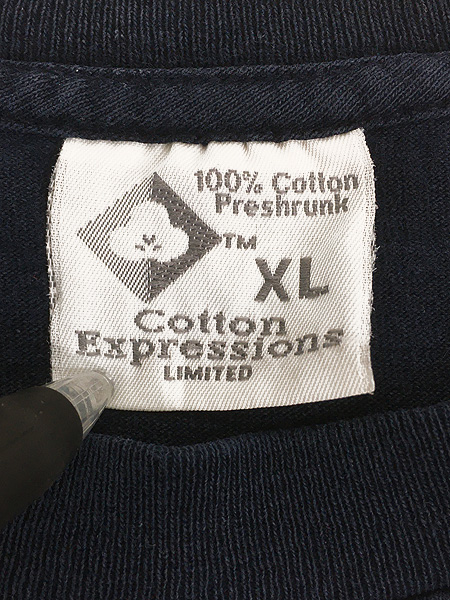 100% Cotton
Preshrunk
TM
XL
Cotton
Expressions
LIMITED